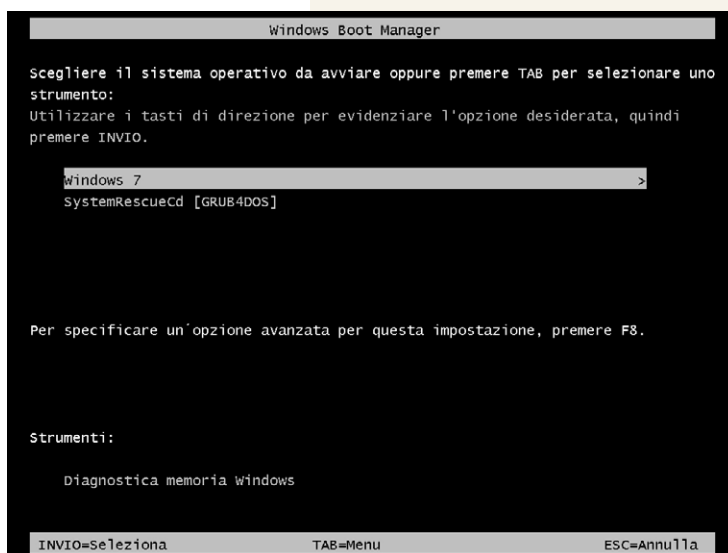 Windows Boot Manager
Scegliere il sistema operativo da avviare oppure premere TAB per selezionare uno
strumento:
Utilizzare i tasti di direzione per evidenziare l'opzione desiderata, quindi
premere INVIO.
Windows 7 >
SystemRescueCd [GRUB4DOS]
Per specificare un'opzione avanzata per questa impostazione, premere F8.
Strumenti:
Diagnostica memoria Windows
INVIO=Seleziona TAB=Menu ESC=Annulla